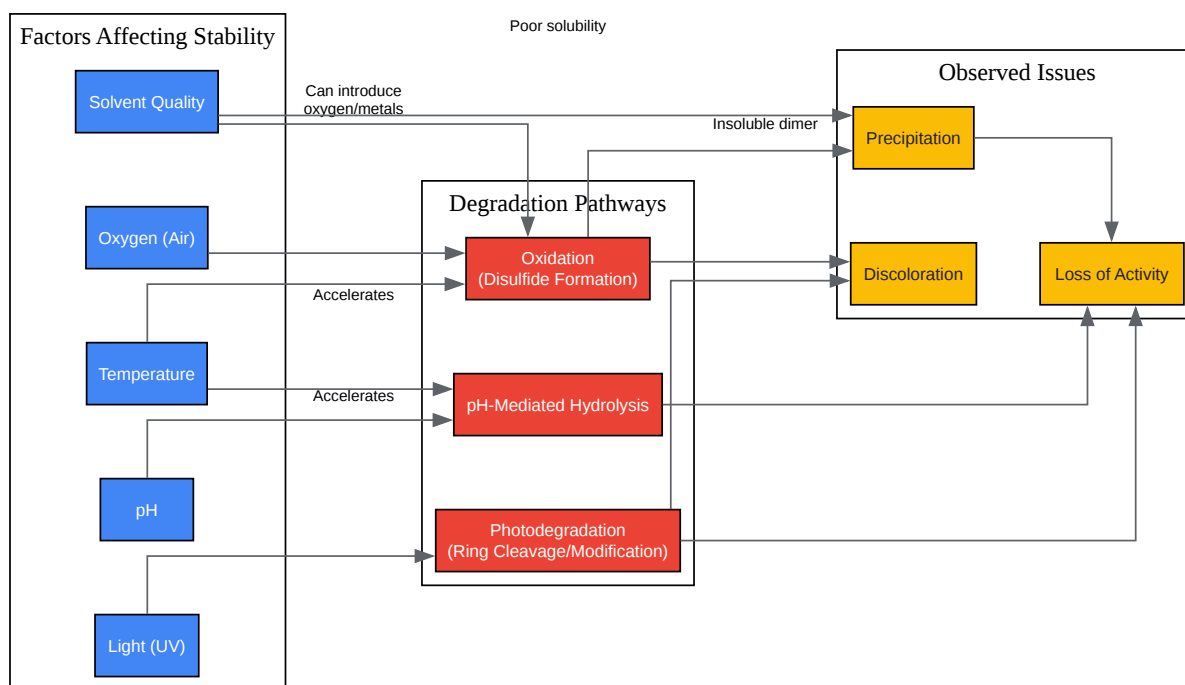 Factors Affecting Stability
Solvent Quality
Oxygen (Air)
Temperature
pH
Light (UV)
Can introduce
oxygen/metals
Accelerates
Accelerates
Poor solubility
Insoluble dimer
Degradation Pathways
Oxidation
(Disulfide Formation)
pH-Mediated Hydrolysis
Photodegradation
(Ring Cleavage/Modification)
Observed Issues
Precipitation
Discoloration
Loss of Activity